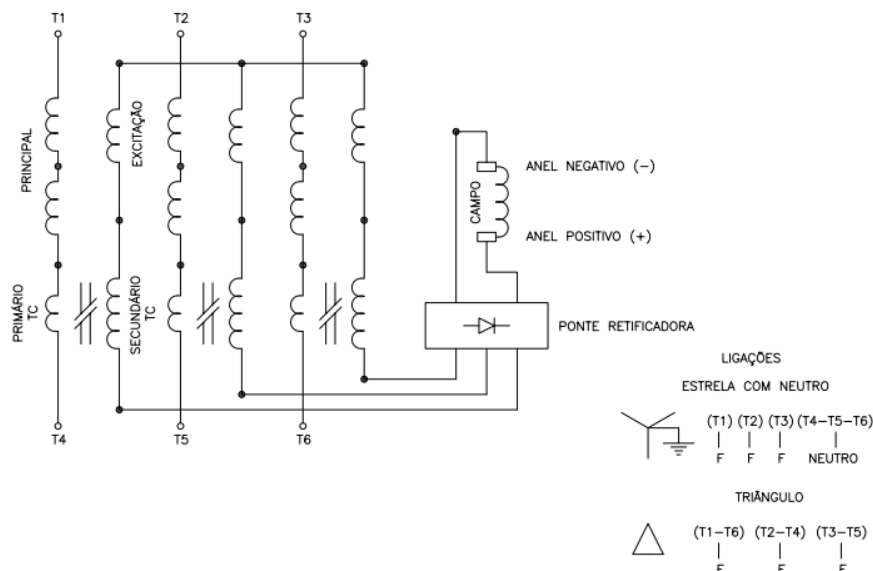 T1
T2
T3
PRINCIPAL
EXCITAÇÃO
PRIMÁRIO
TC
SECUNDÁRIO
TC
T4
T5
T6
CAMPO
ANEL NEGATIVO (−)
ANEL POSITIVO (+)
PONTE RETIFICADORA
LIGAÇÕES
ESTRELA COM NEUTRO
(T1) (T2) (T3) (T4−T5−T6)
F F F NEUTRO
TRIÂNGULO
(T1−T6) (T2−T4) (T3−T5)
F F F